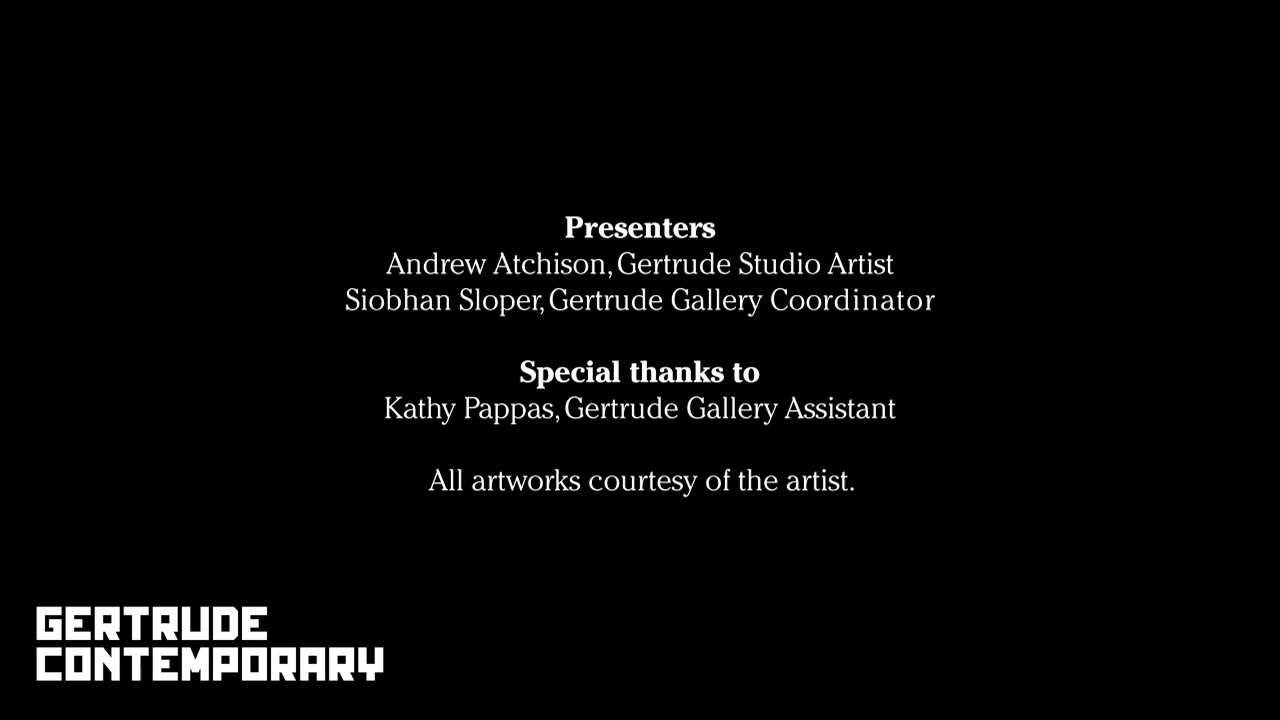 Presenters
Andrew Atchison, Gertrude Studio Artist
Siobhan Sloper, Gertrude Gallery Coordinator
Special thanks to
Kathy Pappas, Gertrude Gallery Assistant
All artworks courtesy of the artist.
GERTRUDE
CONTEMPORARY